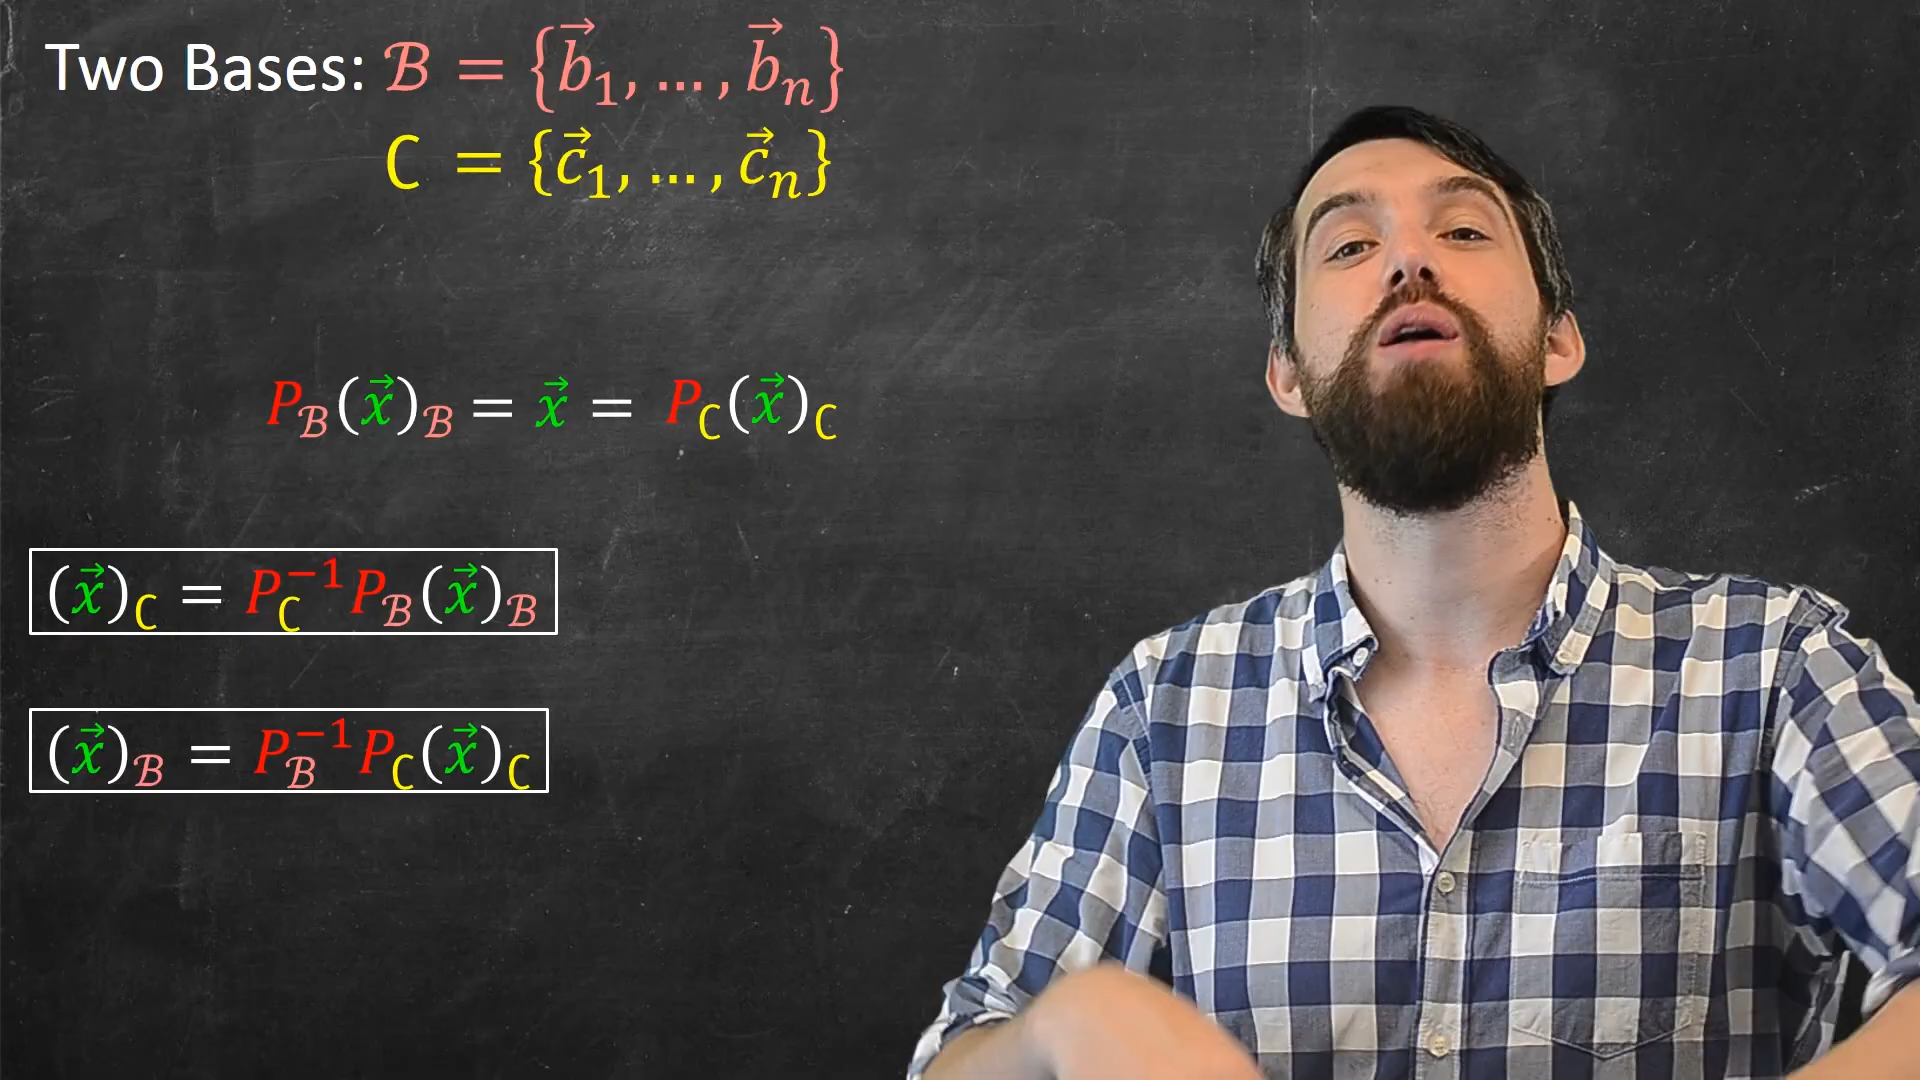 Two Bases: ℬ = {b⃗₁, … , b⃗ₙ}
C = {c⃗₁, … , c⃗ₙ}
P_ℬ(x⃗)_ℬ = x⃗ = P_C(x⃗)_C
(x⃗)_C = P_C⁻¹P_ℬ(x⃗)_ℬ
(x⃗)_ℬ = P_ℬ⁻¹P_C(x⃗)_C